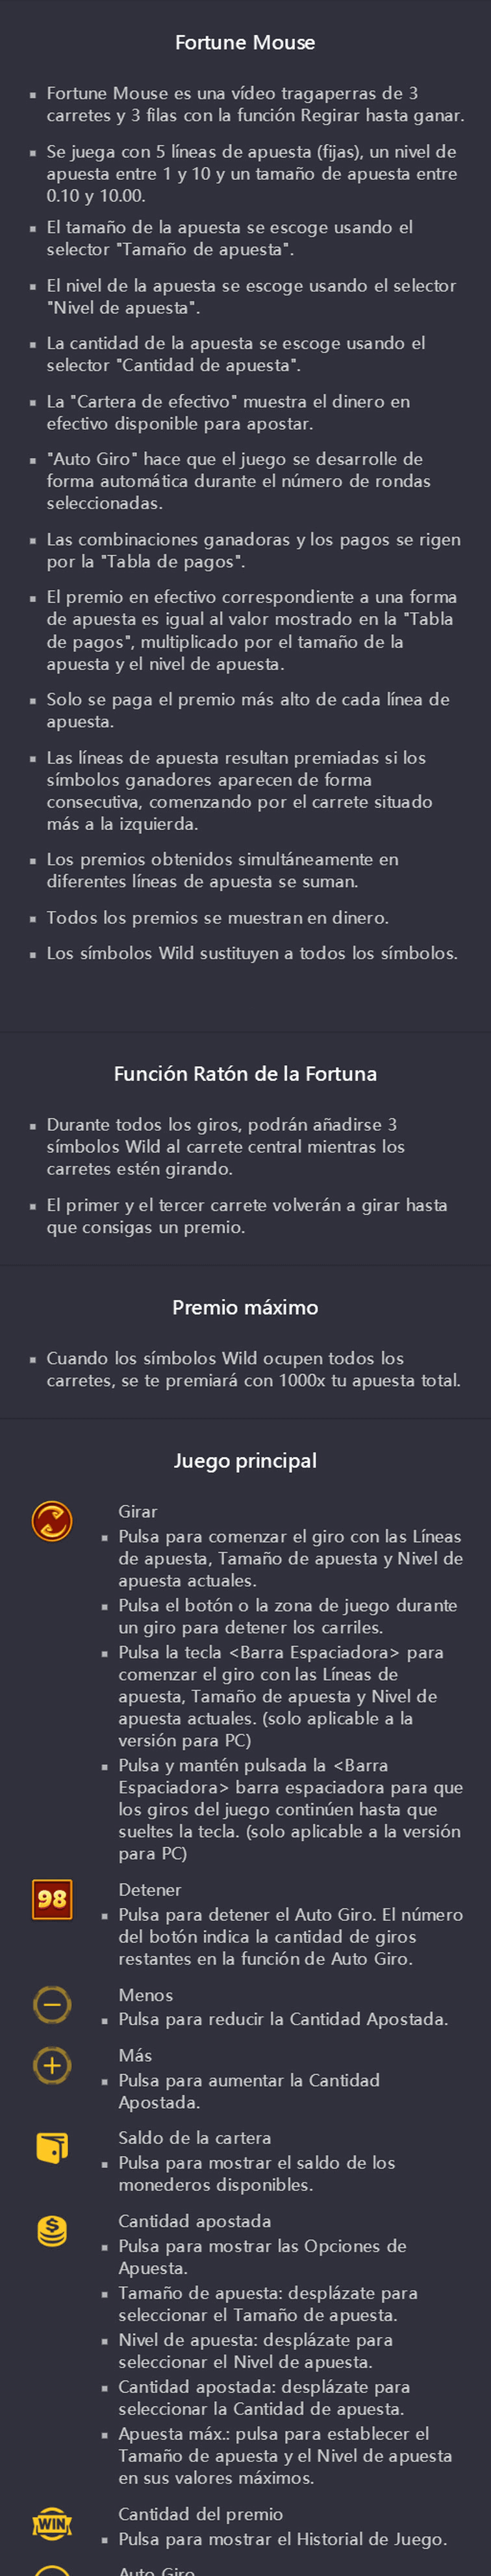 Fortune Mouse
Fortune Mouse es una vídeo tragaperras de 3
carretes y 3 filas con la función Regirar hasta ganar.
Se juega con 5 líneas de apuesta (fijas), un nivel de
apuesta entre 1 y 10 y un tamaño de apuesta entre
0.10 y 10.00.
El tamaño de la apuesta se escoge usando el
selector "Tamaño de apuesta".
El nivel de la apuesta se escoge usando el selector
"Nivel de apuesta".
La cantidad de la apuesta se escoge usando el
selector "Cantidad de apuesta".
La "Cartera de efectivo" muestra el dinero en
efectivo disponible para apostar.
"Auto Giro" hace que el juego se desarrolle de
forma automática durante el número de rondas
seleccionadas.
Las combinaciones ganadoras y los pagos se rigen
por la "Tabla de pagos".
El premio en efectivo correspondiente a una forma
de apuesta es igual al valor mostrado en la "Tabla
de pagos", multiplicado por el tamaño de la
apuesta y el nivel de apuesta.
Solo se paga el premio más alto de cada línea de
apuesta.
Las líneas de apuesta resultan premiadas si los
símbolos ganadores aparecen de forma
consecutiva, comenzando por el carrete situado
más a la izquierda.
Los premios obtenidos simultáneamente en
diferentes líneas de apuesta se suman.
Todos los premios se muestran en dinero.
Los símbolos Wild sustituyen a todos los símbolos.
Función Ratón de la Fortuna
Durante todos los giros, podrán añadirse 3
símbolos Wild al carrete central mientras los
carretes estén girando.
El primer y el tercer carrete volverán a girar hasta
que consigas un premio.
Premio máximo
Cuando los símbolos Wild ocupen todos los
carretes, se te premiará con 1000x tu apuesta total.
Juego principal
Girar
Pulsa para comenzar el giro con las Líneas
de apuesta, Tamaño de apuesta y Nivel de
apuesta actuales.
Pulsa el botón o la zona de juego durante
un giro para detener los carriles.
Pulsa la tecla <Barra Espaciadora> para
comenzar el giro con las Líneas de
apuesta, Tamaño de apuesta y Nivel de
apuesta actuales. (solo aplicable a la
versión para PC)
Pulsa y mantén pulsada la <Barra
Espaciadora> barra espaciadora para que
los giros del juego continúen hasta que
sueltes la tecla. (solo aplicable a la versión
para PC)
98
Detener
Pulsa para detener el Auto Giro. El número
del botón indica la cantidad de giros
restantes en la función de Auto Giro.
Menos
Pulsa para reducir la Cantidad Apostada.
Más
Pulsa para aumentar la Cantidad
Apostada.
Saldo de la cartera
Pulsa para mostrar el saldo de los
monederos disponibles.
Cantidad apostada
Pulsa para mostrar las Opciones de
Apuesta.
Tamaño de apuesta: desplázate para
seleccionar el Tamaño de apuesta.
Nivel de apuesta: desplázate para
seleccionar el Nivel de apuesta.
Cantidad apostada: desplázate para
seleccionar la Cantidad de apuesta.
Apuesta máx.: pulsa para establecer el
Tamaño de apuesta y el Nivel de apuesta
en sus valores máximos.
WIN
Cantidad del premio
Pulsa para mostrar el Historial de Juego.
Auto Giro